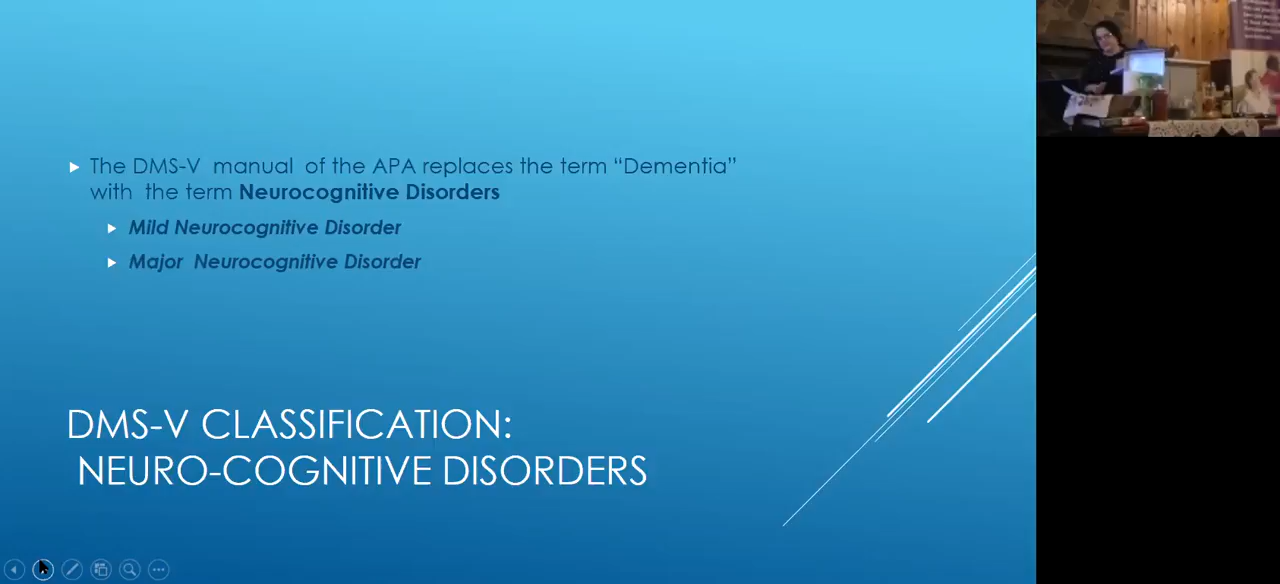 The DMS-V manual of the APA replaces the term “Dementia”
with the term Neurocognitive Disorders
Mild Neurocognitive Disorder
Major Neurocognitive Disorder
DMS-V CLASSIFICATION:
NEURO-COGNITIVE DISORDERS